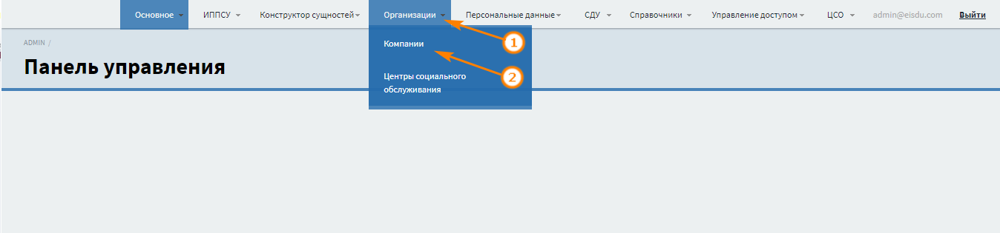 Основное ИППСУ Конструктор сущностей Организации Персональные данные СДУ Справочники Управление доступом ЦСО admin@eisdu.com Выйти
ADMIN /
Панель управления
Компании
1
2
Центры социального
обслуживания